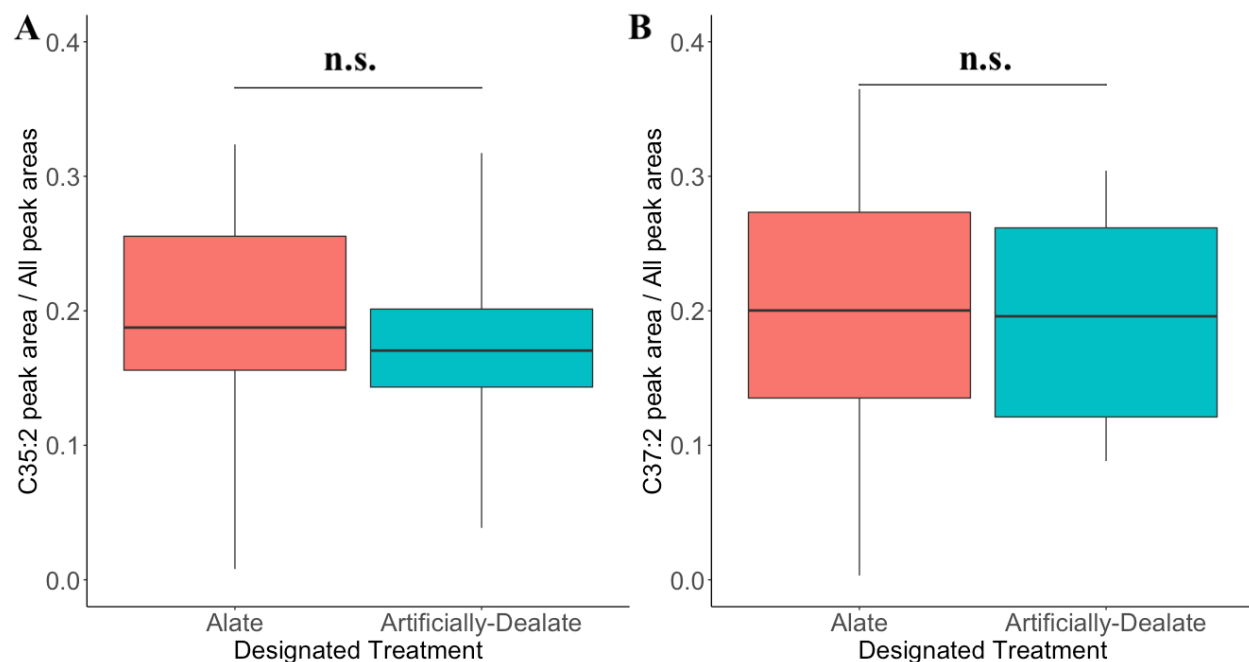 A
n.s.
C35:2 peak area / All peak areas
0.4
0.3
0.2
0.1
0.0
Alate Artificially-Dealate
Designated Treatment
B
n.s.
C37:2 peak area / All peak areas
0.4
0.3
0.2
0.1
0.0
Alate Artificially-Dealate
Designated Treatment